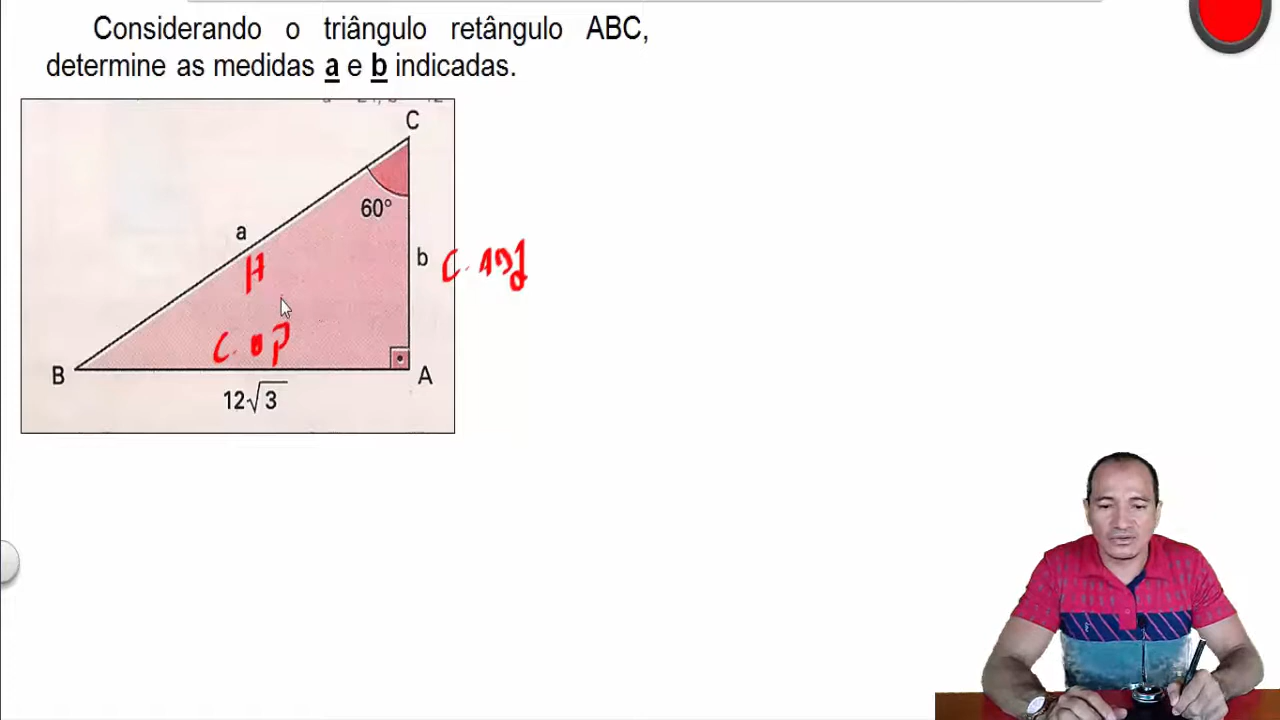 Considerando o triângulo retângulo ABC,
determine as medidas a e b indicadas.
C
60°
a
H
b
C. ADJ
C. OP
B
A
12√3